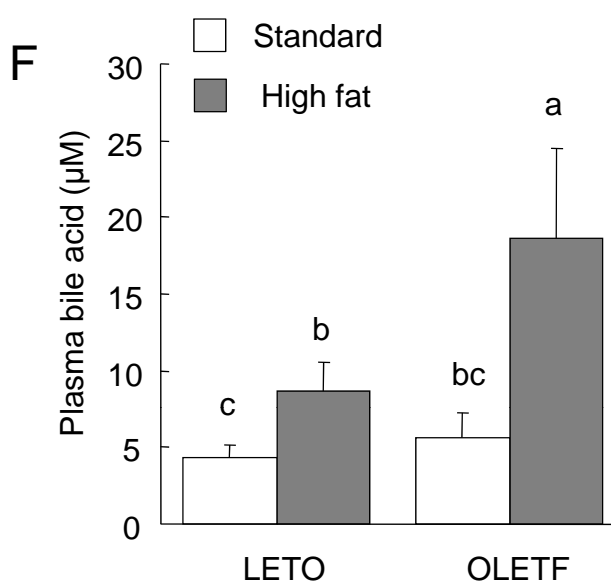 F
Standard
High fat
Plasma bile acid (µM)
30
25
20
15
10
5
0
c
b
bc
a
LETO
OLETF